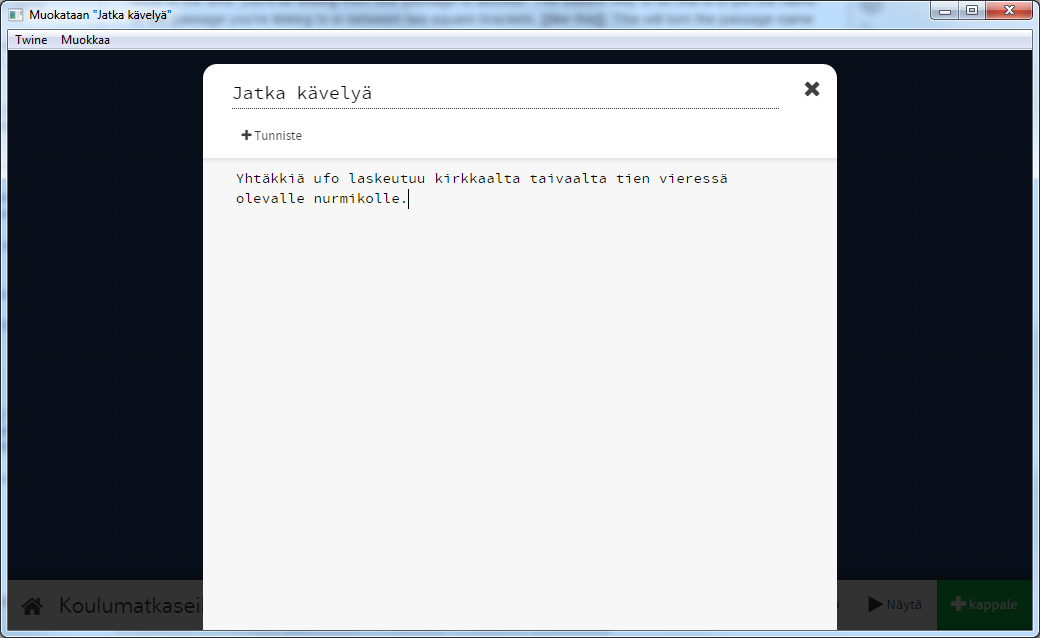 Muokataan "Jatka kävelyä"
Twine Muokkaa
Jatka kävelyä
Tunniste
Yhtäkkiä ufo laskeutuu kirkkaalta taivaalta tien vieressä
olevalle nurmikolle.
Koulumatkasei
Näytä
kappale